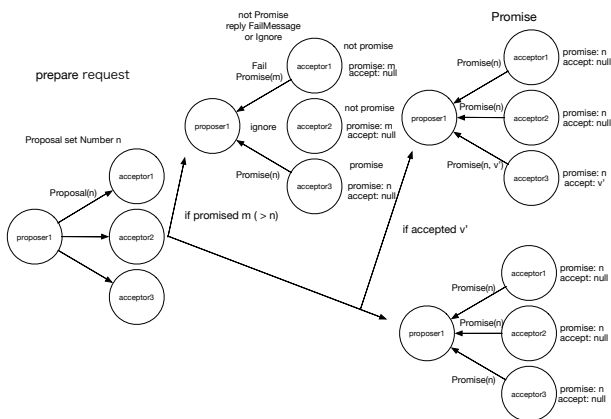 prepare request
Proposal set Number n
Proposal(n)
proposer1
acceptor1
acceptor2
acceptor3
not Promise
reply FailMessage
or Ignore
Fail
Promise(m)
ignore
Promise(n)
proposer1
acceptor1
acceptor2
acceptor3
not promise
promise: m
accept: null
not promise
promise: m
accept: null
promise
promise: n
accept: null
if promised m ( > n)
if accepted v'
Promise
Promise(n)
Promise(n)
Promise(n, v')
proposer1
acceptor1
acceptor2
acceptor3
promise: n
accept: null
promise: n
accept: null
promise: n
accept: v'
Promise(n)
Promise(n)
Promise(n)
proposer1
acceptor1
acceptor2
acceptor3
promise: n
accept: null
promise: n
accept: null
promise: n
accept: null